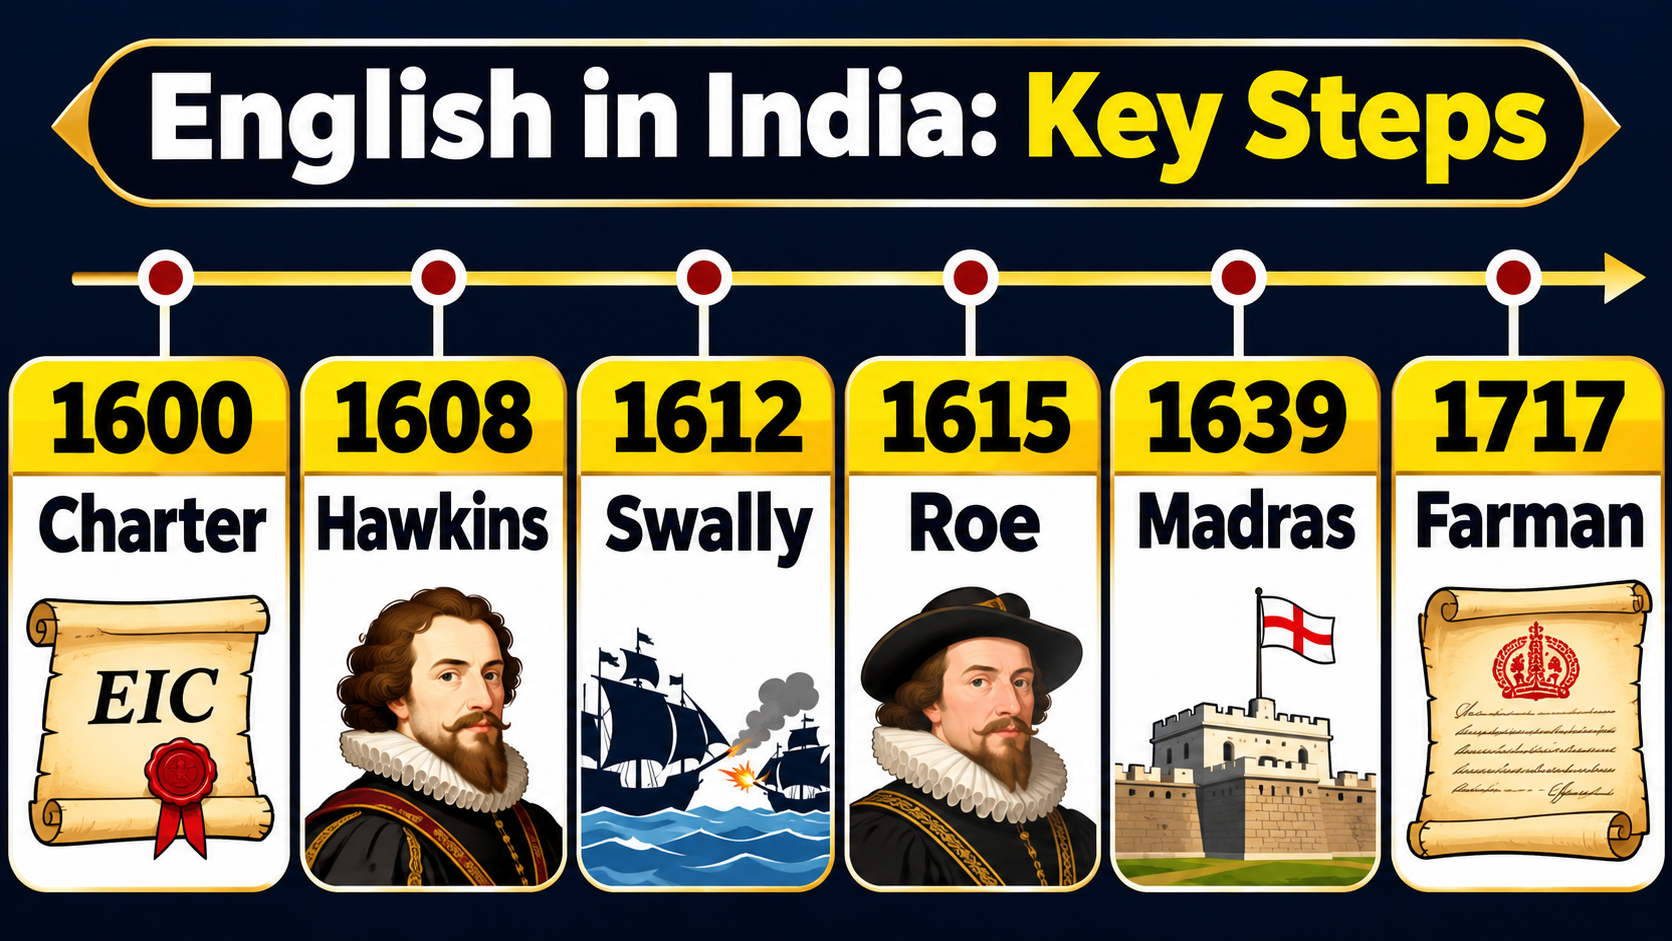 English in India: Key Steps
1600
Charter
EIC
1608
Hawkins
1612
Swally
1615
Roe
1639
Madras
1717
Farman